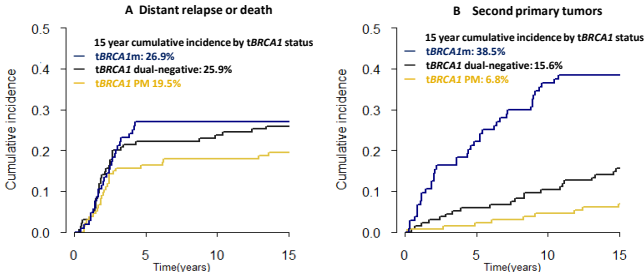 A Distant relapse or death
15 year cumulative incidence by tBRCA1 status
tBRCA1m: 26.9%
tBRCA1 dual-negative: 25.9%
tBRCA1 PM 19.5%
Cumulative incidence
0.5
0.4
0.3
0.2
0.1
0.0
0
5
10
15
Time(years)
B Second primary tumors
15 year cumulative incidence by tBRCA1 status
tBRCA1m: 38.5%
tBRCA1 dual-negative: 15.6%
tBRCA1 PM: 6.8%
Cumulative incidence
0.5
0.4
0.3
0.2
0.1
0.0
0
5
10
15
Time(years)